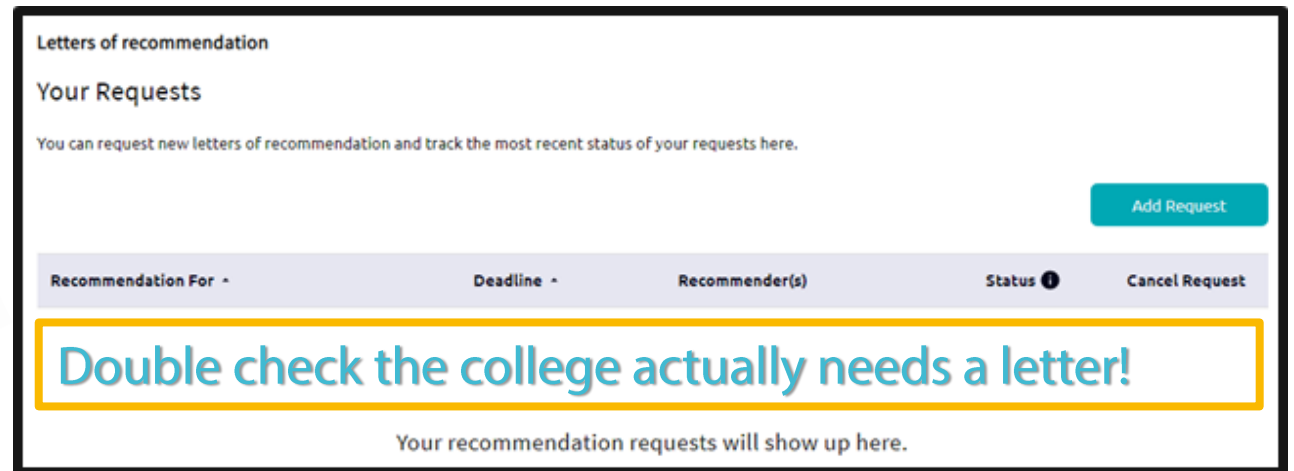 Letters of recommendation
Your Requests
You can request new letters of recommendation and track the most recent status of your requests here.
Add Request
Recommendation For Deadline Recommender(s) Status Cancel Request
Double check the college actually needs a letter!
Your recommendation requests will show up here.